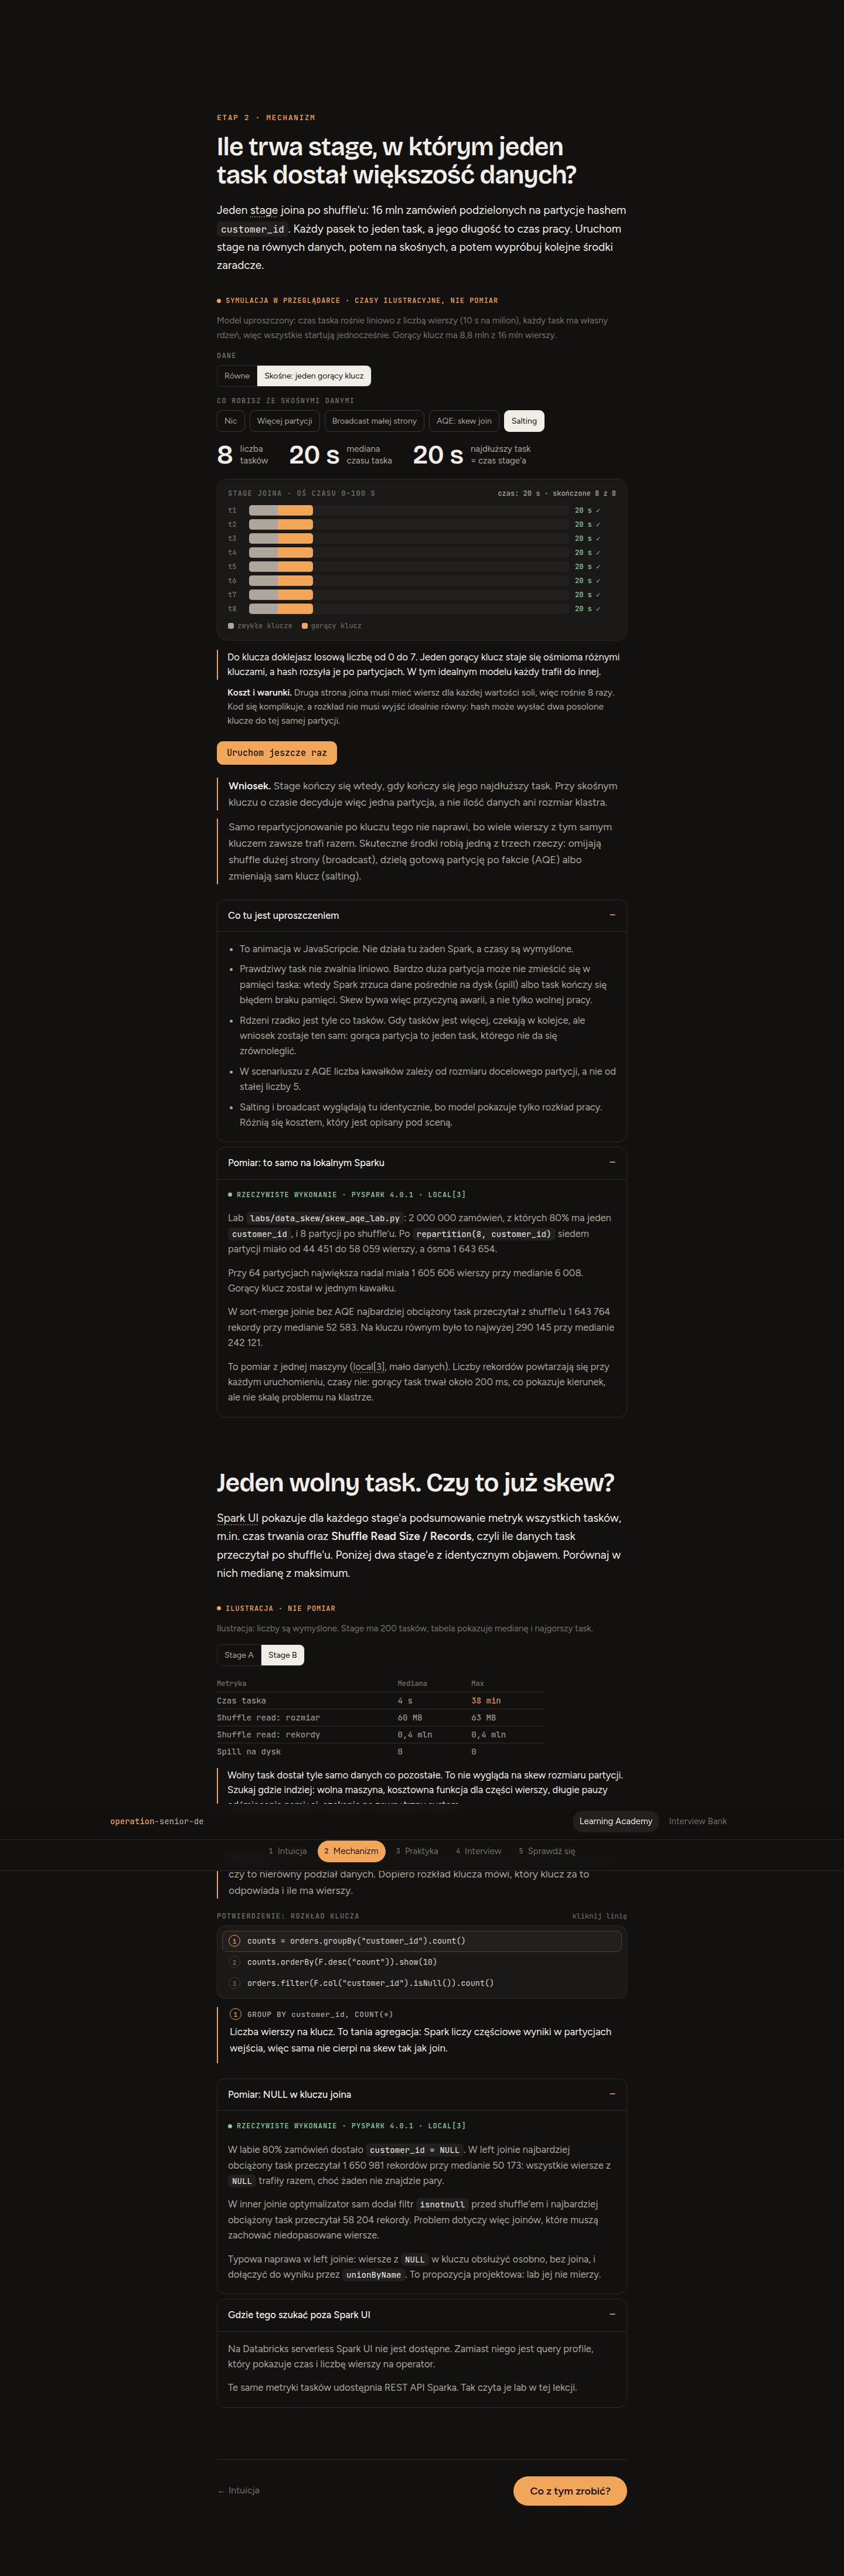 ETAP 2 · MECHANIZM
Ile trwa stage, w którym jeden
task dostał większość danych?
Jeden stage joina po shuffle'u: 16 mln zamówień podzielonych na partycje hashem
customer_id. Każdy pasek to jeden task, a jego długość to czas pracy. Uruchom
stage na równych danych, potem na skośnych, a potem wypróbuj kolejne środki
zaradcze.
SYMULACJA W PRZEGLĄDARCE · CZASY ILUSTRACYJNE, NIE POMIAR
Model uproszczony: czas taska rośnie liniowo z liczbą wierszy (10 s na milion), każdy task ma własny
rdzeń, więc wszystkie startują jednocześnie. Gorący klucz ma 8,8 mln z 16 mln wierszy.
DANE
Równe
Skośne: jeden gorący klucz
CO ROBISZ ZE SKOŚNYMI DANYMI
Nic
Więcej partycji
Broadcast małej strony
AQE: skew join
Salting
8 liczba tasków
20 s mediana czasu taska
20 s najdłuższy task = czas stage'a
STAGE JOINA · OŚ CZASU 0–100 S
czas: 20 s · skończone 8 z 8
t1 20 s ✓
t2 20 s ✓
t3 20 s ✓
t4 20 s ✓
t5 20 s ✓
t6 20 s ✓
t7 20 s ✓
t8 20 s ✓
zwykłe klucze gorący klucz
Do klucza doklejasz losową liczbę od 0 do 7. Jeden gorący klucz staje się ośmioma różnymi
kluczami, a hash rozsyła je po partycjach. W tym idealnym modelu każdy trafił do innej.
Koszt i warunki. Druga strona joina musi mieć wiersz dla każdej wartości soli, więc rośnie 8 razy.
Kod się komplikuje, a rozkład nie musi wyjść idealnie równy: hash może wysłać dwa posolone
klucze do tej samej partycji.
Uruchom jeszcze raz
Wniosek. Stage kończy się wtedy, gdy kończy się jego najdłuższy task. Przy skośnym
kluczu o czasie decyduje więc jedna partycja, a nie ilość danych ani rozmiar klastra.
Samo repartycjonowanie po kluczu tego nie naprawi, bo wiele wierszy z tym samym
kluczem zawsze trafi razem. Skuteczne środki robią jedną z trzech rzeczy: omijają
shuffle dużej strony (broadcast), dzielą gotową partycję po fakcie (AQE) albo
zmieniają sam klucz (salting).
Co tu jest uproszczeniem −
• To animacja w JavaScripcie. Nie działa tu żaden Spark, a czasy są wymyślone.
• Prawdziwy task nie zwalnia liniowo. Bardzo duża partycja może nie zmieścić się w
pamięci taska: wtedy Spark zrzuca dane pośrednie na dysk (spill) albo task kończy się
błędem braku pamięci. Skew bywa więc przyczyną awarii, a nie tylko wolnej pracy.
• Rdzeni rzadko jest tyle co tasków. Gdy tasków jest więcej, czekają w kolejce, ale
wniosek zostaje ten sam: gorąca partycja to jeden task, którego nie da się
zrównoleglić.
• W scenariuszu z AQE liczba kawałków zależy od rozmiaru docelowego partycji, a nie od
stałej liczby 5.
• Salting i broadcast wyglądają tu identycznie, bo model pokazuje tylko rozkład pracy.
Różnią się kosztem, który jest opisany pod sceną.
Pomiar: to samo na lokalnym Sparku −
RZECZYWISTE WYKONANIE · PYSPARK 4.0.1 · LOCAL[3]
Lab labs/data_skew/skew_aqe_lab.py: 2 000 000 zamówień, z których 80% ma jeden
customer_id, i 8 partycji po shuffle'u. Po repartition(8, customer_id) siedem
partycji miało od 44 451 do 58 059 wierszy, a ósma 1 643 654.
Przy 64 partycjach największa nadal miała 1 605 606 wierszy przy medianie 6 008.
Gorący klucz został w jednym kawałku.
W sort-merge joinie bez AQE najbardziej obciążony task przeczytał z shuffle'u 1 643 764
rekordy przy medianie 52 583. Na kluczu równym było to najwyżej 290 145 przy medianie
242 121.
To pomiar z jednej maszyny (local[3], mało danych). Liczby rekordów powtarzają się przy
każdym uruchomieniu, czasy nie: gorący task trwał około 200 ms, co pokazuje kierunek,
ale nie skalę problemu na klastrze.
Jeden wolny task. Czy to już skew?
Spark UI pokazuje dla każdego stage'a podsumowanie metryk wszystkich tasków,
m.in. czas trwania oraz Shuffle Read Size / Records, czyli ile danych task
przeczytał po shuffle'u. Poniżej dwa stage'e z identycznym objawem. Porównaj w
nich medianę z maksimum.
ILUSTRACJA · NIE POMIAR
Ilustracja: liczby są wymyślone. Stage ma 200 tasków, tabela pokazuje medianę i najgorszy task.
Stage A
Stage B
Metryka Mediana Max
Czas taska 4 s 38 min
Shuffle read: rozmiar 60 MB 63 MB
Shuffle read: rekordy 0,4 mln 0,4 mln
Spill na dysk 0 0
Wolny task dostał tyle samo danych co pozostałe. To nie wygląda na skew rozmiaru partycji.
Szukaj gdzie indziej: wolna maszyna, kosztowna funkcja dla części wierszy, długie pauzy
operation-senior-de
Learning Academy
Interview Bank
1 Intuicja
2 Mechanizm
3 Praktyka
4 Interview
5 Sprawdź się
czy to nierówny podział danych. Dopiero rozkład klucza mówi, który klucz za to
odpowiada i ile ma wierszy.
POTWIERDZENIE: ROZKŁAD KLUCZA
kliknij linię
1 counts = orders.groupBy("customer_id").count()
2 counts.orderBy(F.desc("count")).show(10)
3 orders.filter(F.col("customer_id").isNull()).count()
1 GROUP BY customer_id, COUNT(*)
Liczba wierszy na klucz. To tania agregacja: Spark liczy częściowe wyniki w partycjach
wejścia, więc sama nie cierpi na skew tak jak join.
Pomiar: NULL w kluczu joina −
RZECZYWISTE WYKONANIE · PYSPARK 4.0.1 · LOCAL[3]
W labie 80% zamówień dostało customer_id = NULL. W left joinie najbardziej
obciążony task przeczytał 1 650 981 rekordów przy medianie 50 173: wszystkie wiersze z
NULL trafiły razem, choć żaden nie znajdzie pary.
W inner joinie optymalizator sam dodał filtr isnotnull przed shuffle'em i najbardziej
obciążony task przeczytał 58 204 rekordy. Problem dotyczy więc joinów, które muszą
zachować niedopasowane wiersze.
Typowa naprawa w left joinie: wiersze z NULL w kluczu obsłużyć osobno, bez joina, i
dołączyć do wyniku przez unionByName. To propozycja projektowa: lab jej nie mierzy.
Gdzie tego szukać poza Spark UI −
Na Databricks serverless Spark UI nie jest dostępne. Zamiast niego jest query profile,
który pokazuje czas i liczbę wierszy na operator.
Te same metryki tasków udostępnia REST API Sparka. Tak czyta je lab w tej lekcji.
← Intuicja
Co z tym zrobić?